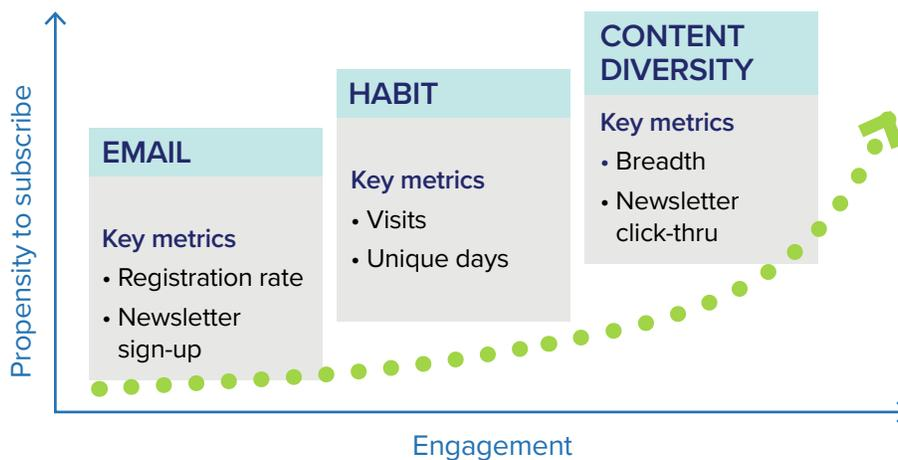 Propensity to subscribe
EMAIL
Key metrics
• Registration rate
• Newsletter
sign-up
HABIT
Key metrics
• Visits
• Unique days
CONTENT
DIVERSITY
Key metrics
• Breadth
• Newsletter
click-thru
Engagement